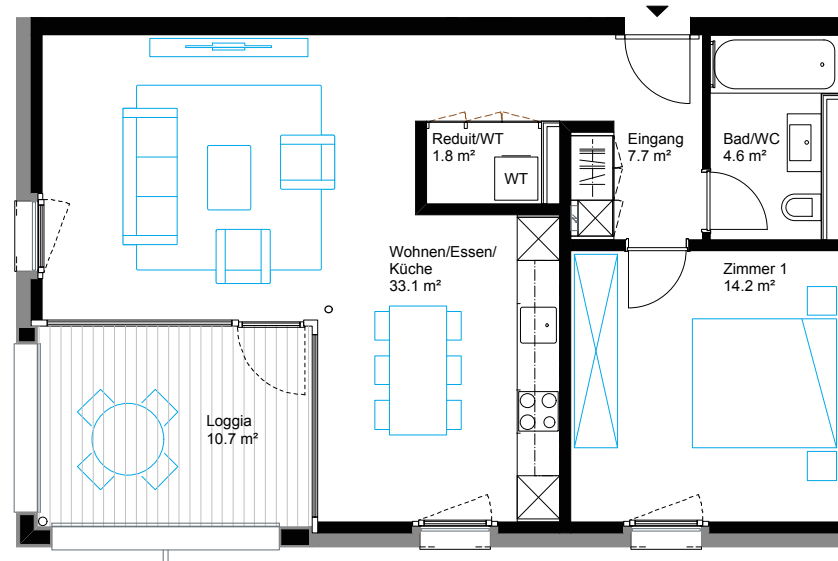 Reduit/WT
1.8 m²
WT
Eingang
7.7 m²
Bad/WC
4.6 m²
Wohnen/Essen/
Küche
33.1 m²
Zimmer 1
14.2 m²
Loggia
10.7 m²